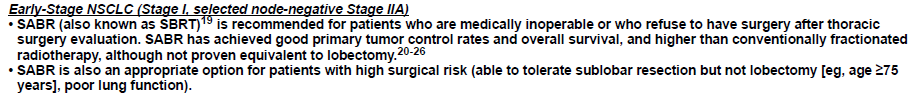 Early-Stage NSCLC (Stage I, selected node-negative Stage IIA)
• SABR (also known as SBRT)19 is recommended for patients who are medically inoperable or who refuse to have surgery after thoracic
surgery evaluation. SABR has achieved good primary tumor control rates and overall survival, and higher than conventionally fractionated
radiotherapy, although not proven equivalent to lobectomy.20-26
• SABR is also an appropriate option for patients with high surgical risk (able to tolerate sublobar resection but not lobectomy [eg, age ≥75
years], poor lung function).